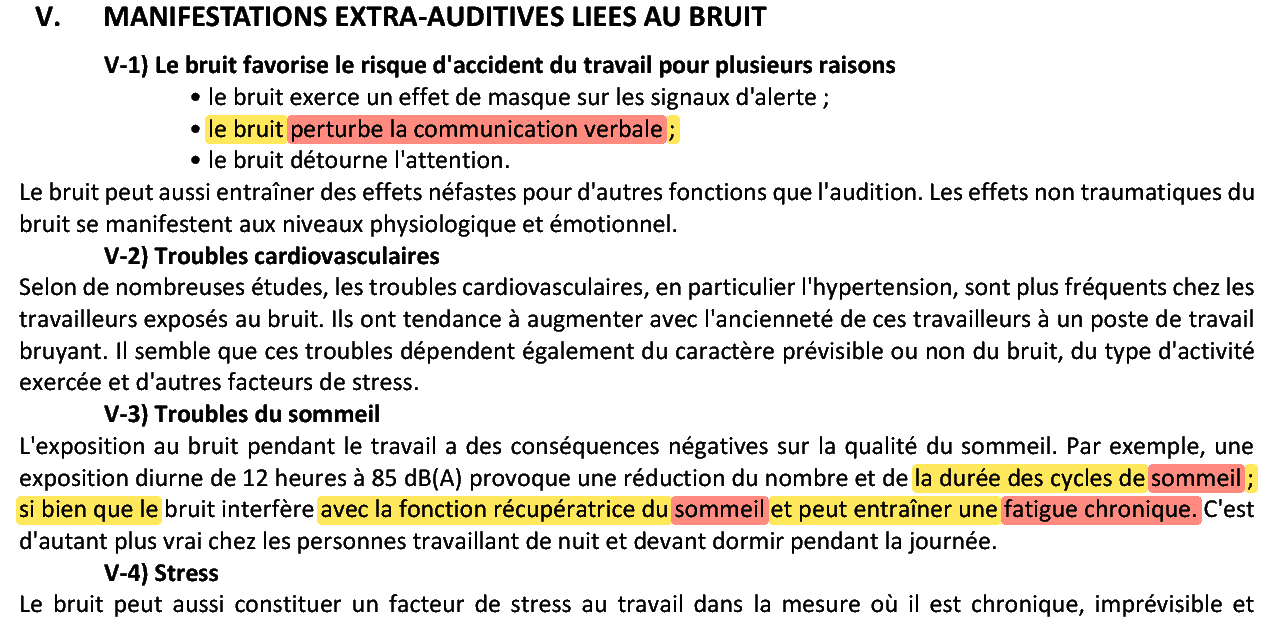 V. MANIFESTATIONS EXTRA-AUDITIVES LIEES AU BRUIT
V-1) Le bruit favorise le risque d'accident du travail pour plusieurs raisons
• le bruit exerce un effet de masque sur les signaux d'alerte ;
• le bruit perturbe la communication verbale ;
• le bruit détourne l'attention.
Le bruit peut aussi entraîner des effets néfastes pour d'autres fonctions que l'audition. Les effets non traumatiques du
bruit se manifestent aux niveaux physiologique et émotionnel.
V-2) Troubles cardiovasculaires
Selon de nombreuses études, les troubles cardiovasculaires, en particulier l'hypertension, sont plus fréquents chez les
travailleurs exposés au bruit. Ils ont tendance à augmenter avec l'ancienneté de ces travailleurs à un poste de travail
bruyant. Il semble que ces troubles dépendent également du caractère prévisible ou non du bruit, du type d'activité
exercée et d'autres facteurs de stress.
V-3) Troubles du sommeil
L'exposition au bruit pendant le travail a des conséquences négatives sur la qualité du sommeil. Par exemple, une
exposition diurne de 12 heures à 85 dB(A) provoque une réduction du nombre et de la durée des cycles de sommeil ;
si bien que le bruit interfère avec la fonction récupératrice du sommeil et peut entraîner une fatigue chronique. C'est
d'autant plus vrai chez les personnes travaillant de nuit et devant dormir pendant la journée.
V-4) Stress
Le bruit peut aussi constituer un facteur de stress au travail dans la mesure où il est chronique, imprévisible et